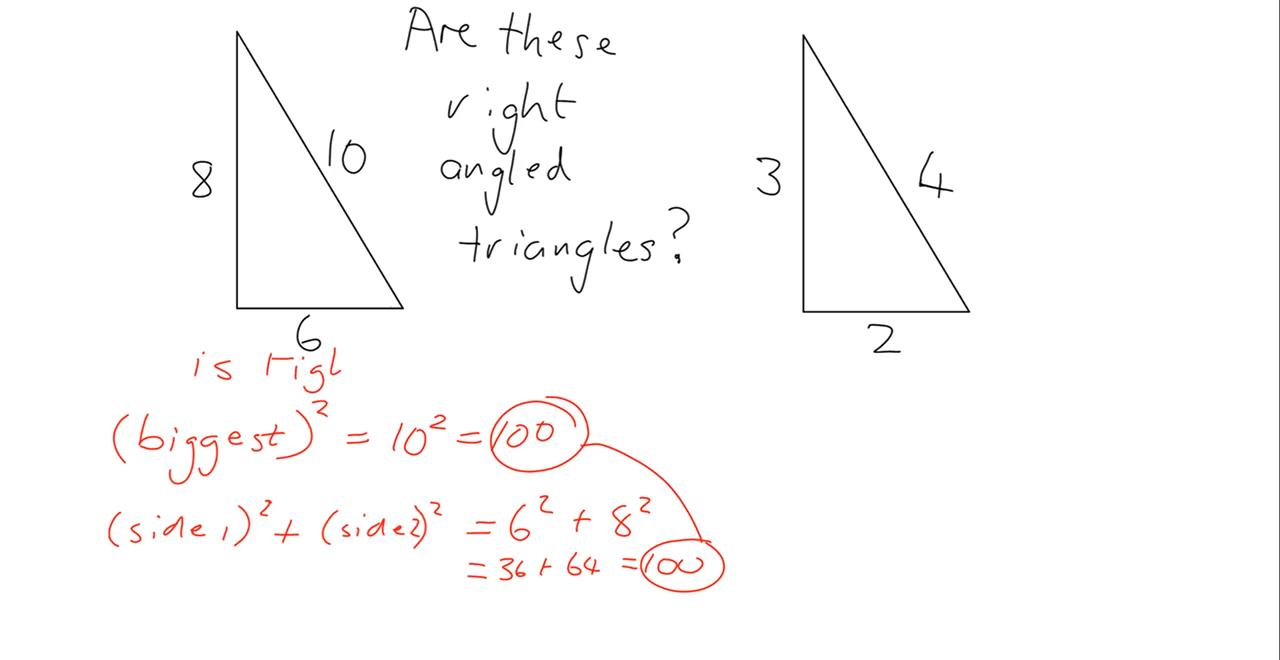 Are these
right
angled
triangles?
8
10
6
3
4
2
is rigl
(biggest)² = 10² = 100
(side 1)² + (side 2)² = 6² + 8²
= 36 + 64 = 100